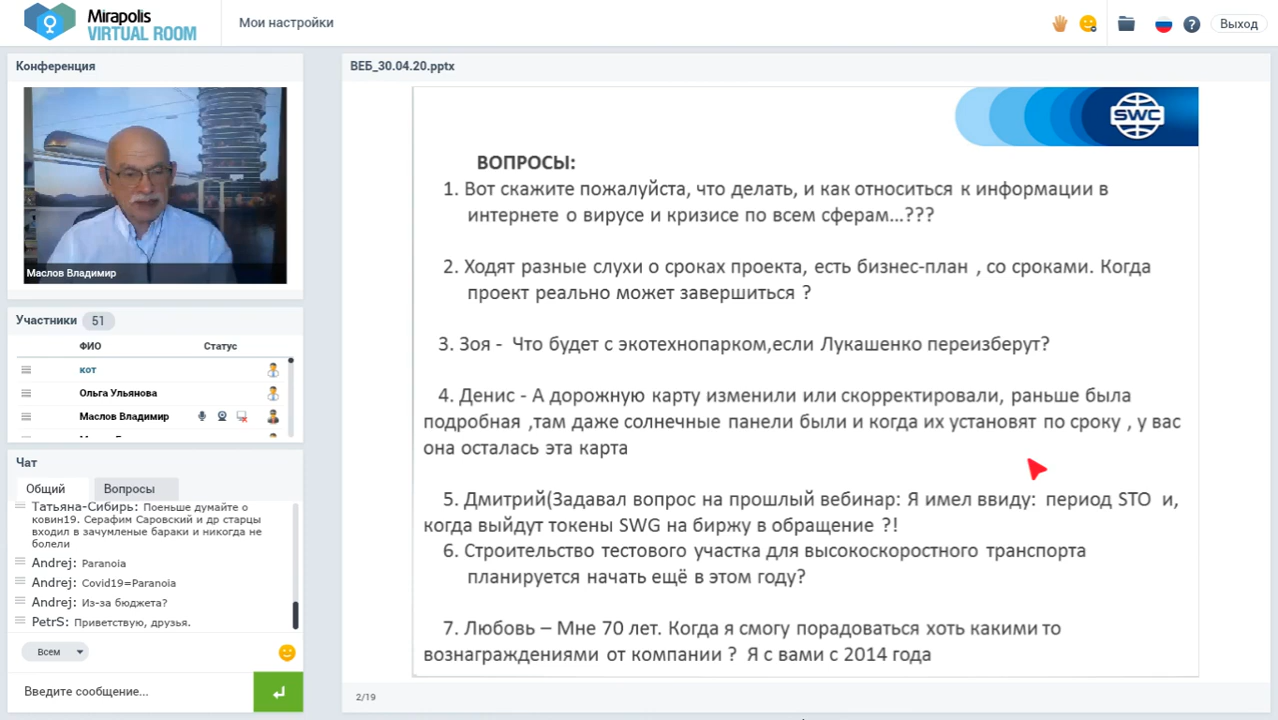 Mirapolis
VIRTUAL ROOM
Мои настройки
Выход
Конференция
Маслов Владимир
Участники 51
ФИО Статус
кот
Ольга Ульянова
Маслов Владимир
Чат
Общий Вопросы
Татьяна-Сибирь: Поеньше думайте о
ковин19. Серафим Саровский и др старцы
входил в зачумленые бараки и никогда не
болели
Andrej: Paranoia
Andrej: Covid19=Paranoia
Andrej: Из-за бюджета?
PetrS: Приветствую, друзья.
Всем
Введите сообщение...
ВЕБ_30.04.20.pptx
SWC
ВОПРОСЫ:
1. Вот скажите пожалуйста, что делать, и как относиться к информации в
интернете о вирусе и кризисе по всем сферам...???
2. Ходят разные слухи о сроках проекта, есть бизнес-план , со сроками. Когда
проект реально может завершиться ?
3. Зоя - Что будет с экотехнопарком,если Лукашенко переизберут?
4. Денис - А дорожную карту изменили или скорректировали, раньше была
подробная ,там даже солнечные панели были и когда их установят по сроку , у вас
она осталась эта карта
5. Дмитрий(Задавал вопрос на прошлый вебинар: Я имел ввиду: период STO и,
когда выйдут токены SWG на биржу в обращение ?!
6. Строительство тестового участка для высокоскоростного транспорта
планируется начать ещё в этом году?
7. Любовь – Мне 70 лет. Когда я смогу порадоваться хоть какими то
вознаграждениями от компании ? Я с вами с 2014 года
2/19